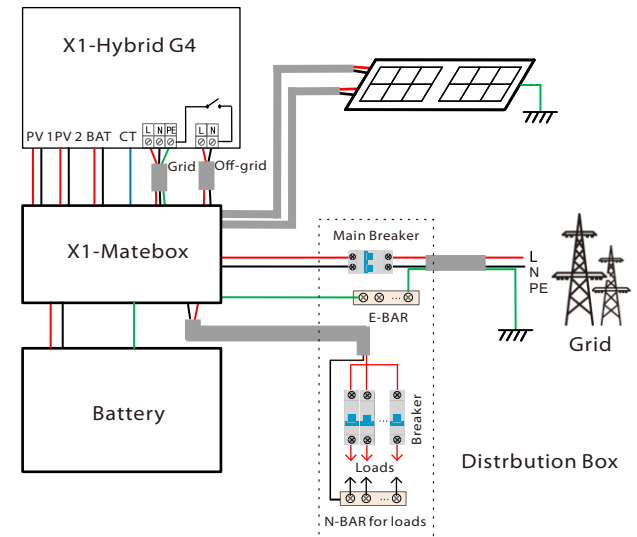 X1-Hybrid G4
PV 1 PV 2 BAT CT
L N PE
L N
Grid
Off-grid
X1-Matebox
Main Breaker
L
N
PE
E-BAR
Grid
Battery
Breaker
Loads
Distrbution Box
N-BAR for loads